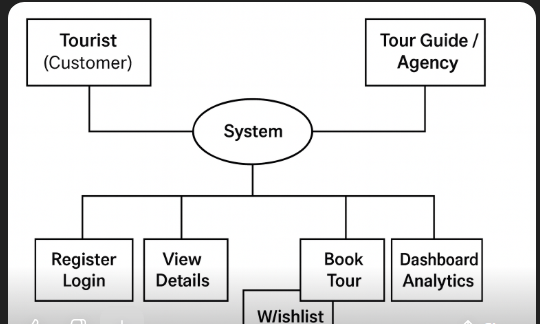 Tourist
(Customer)
Tour Guide /
Agency
System
Register
Login
View
Details
Book
Tour
Dashboard
Analytics
Wishlist